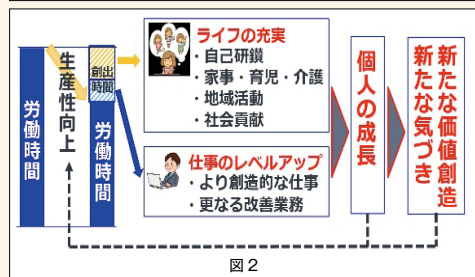 労働時間
生産性向上
創出
時間
労働時間
ライフの充実
・自己研鑽
・家事・育児・介護
・地域活動
・社会貢献
仕事のレベルアップ
・より創造的な仕事
・更なる改善業務
個人の成長
新たな価値創造
新たな気づき
図2